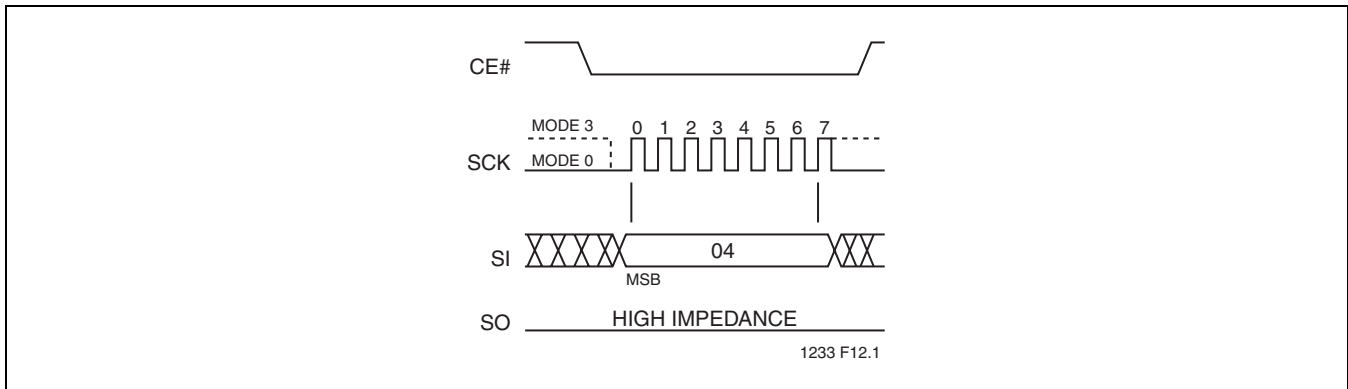 CE#
MODE 3
0 1 2 3 4 5 6 7
SCK
MODE 0
SI
04
MSB
SO
HIGH IMPEDANCE
1233 F12.1